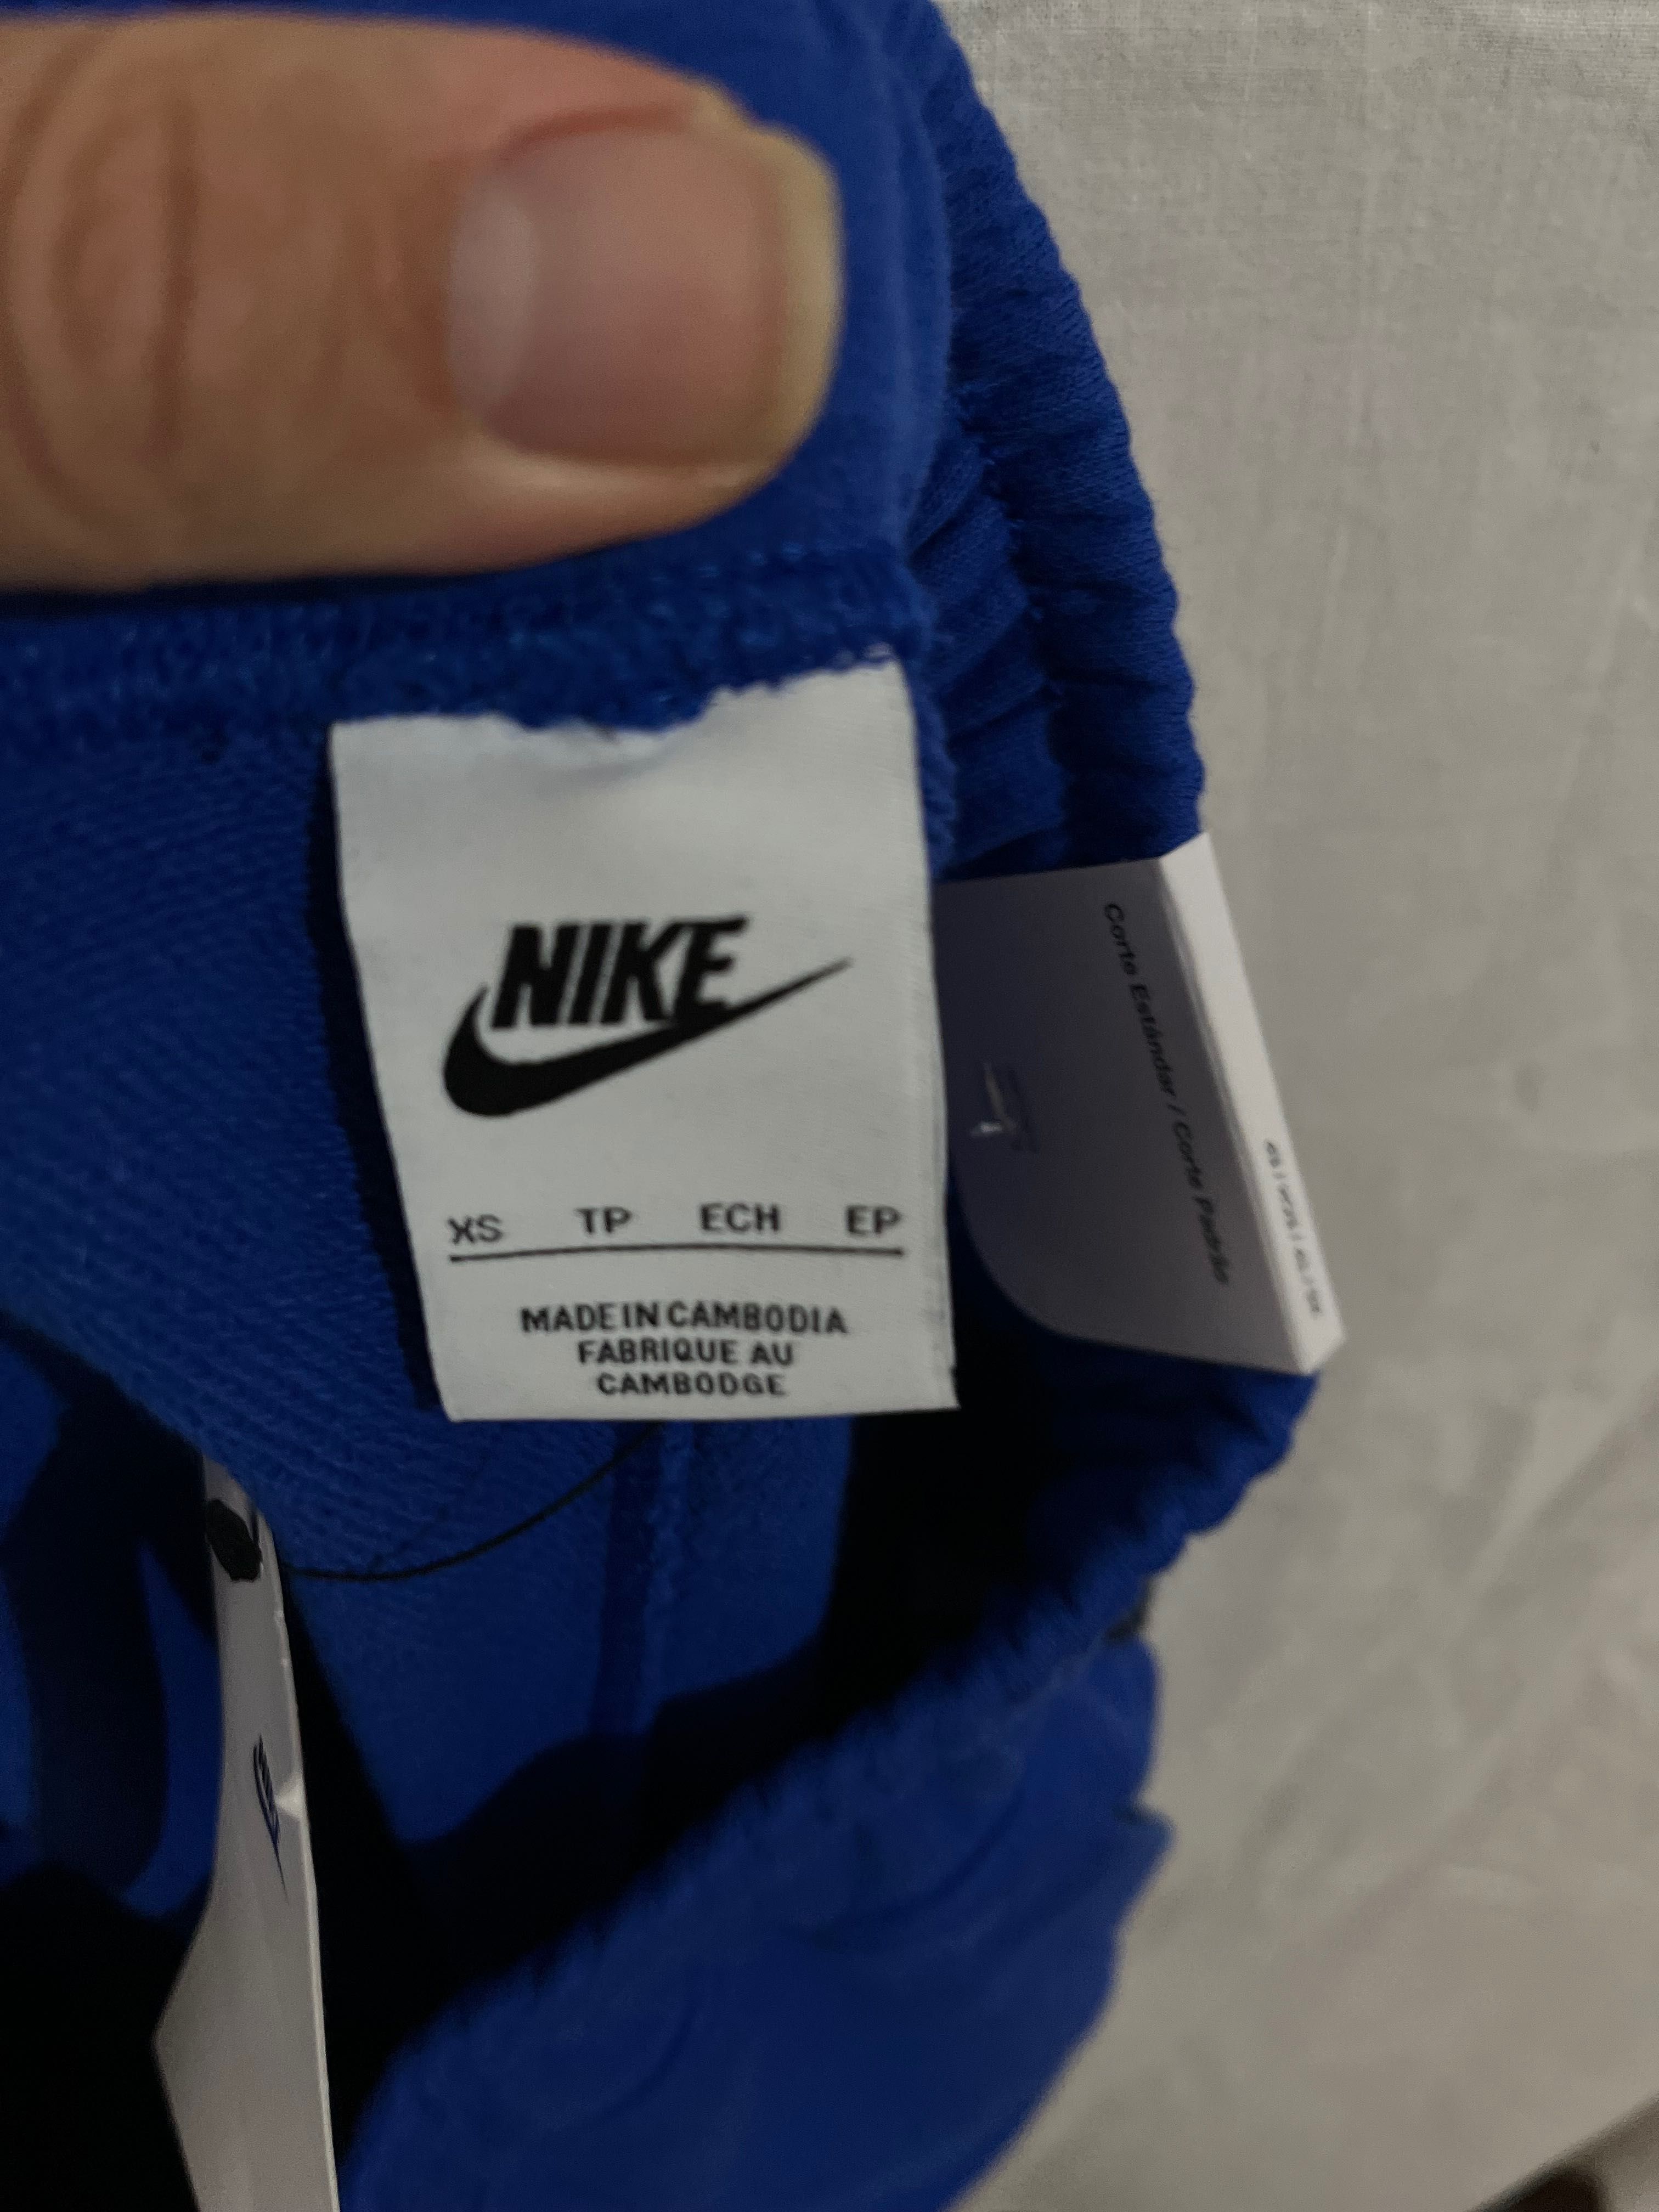 NIKE
XS TP ECH EP
MADE IN CAMBODIA
FABRIQUE AU
CAMBODGE
Corte Estándar / Corte Padrão